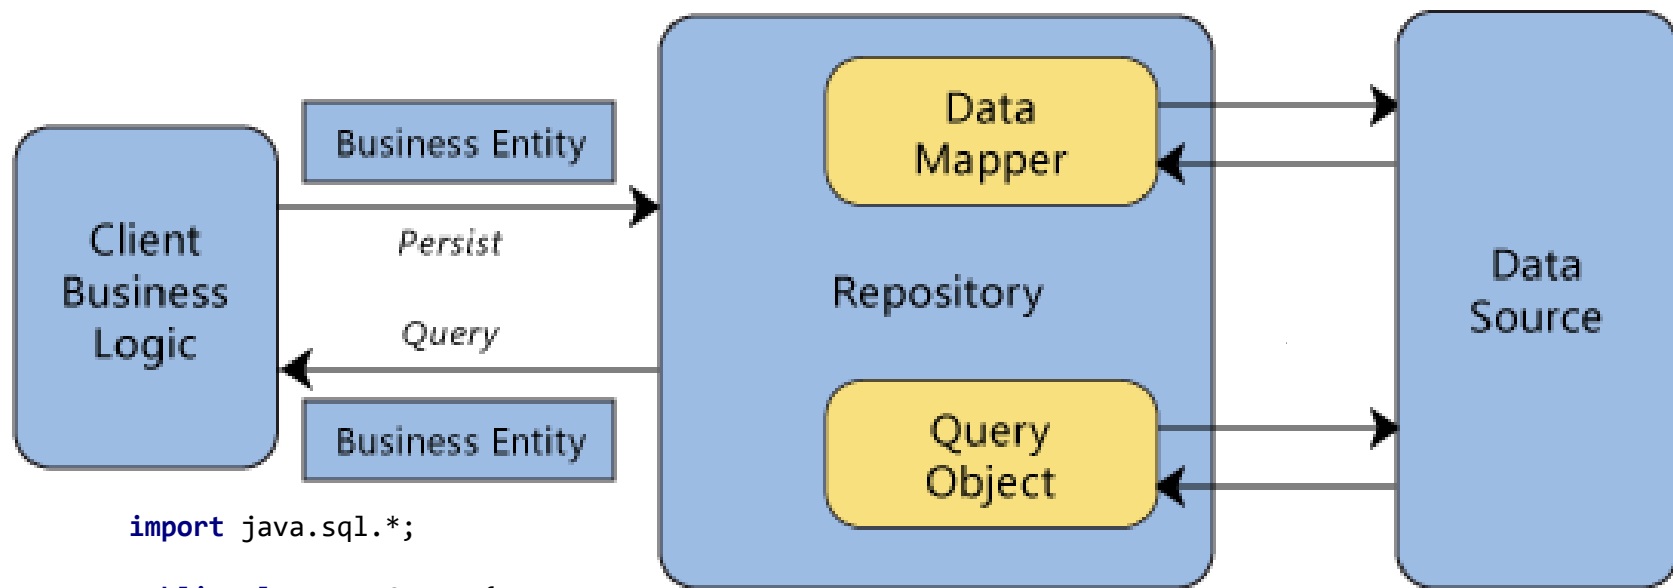 Client
Business
Logic
Business Entity
Persist
Query
Business Entity
Repository
Data
Mapper
Query
Object
Data
Source
import java.sql.*;